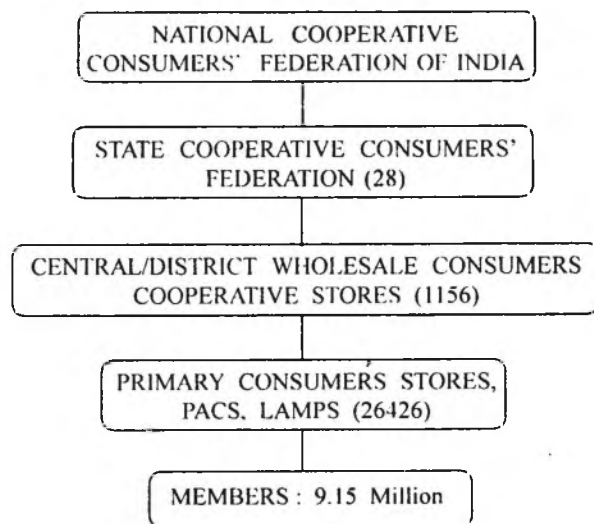 NATIONAL COOPERATIVE
CONSUMERS' FEDERATION OF INDIA
STATE COOPERATIVE CONSUMERS'
FEDERATION (28)
CENTRAL/DISTRICT WHOLESALE CONSUMERS
COOPERATIVE STORES (1156)
PRIMARY CONSUMERS STORES,
PACS, LAMPS (26426)
MEMBERS : 9.15 Million